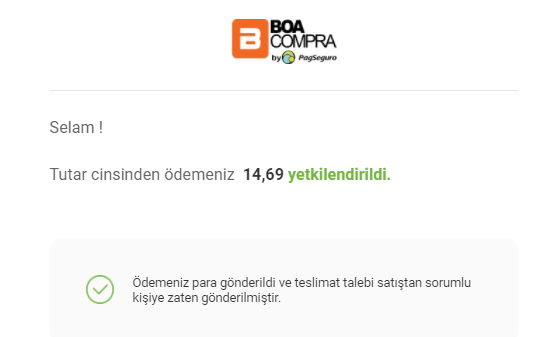 BOA
COMPRA
by PagSeguro
Selam !
Tutar cinsinden ödemeniz 14,69 yetkilendirildi.
Ödemeniz para gönderildi ve teslimat talebi satıştan sorumlu
kişiye zaten gönderilmiştir.